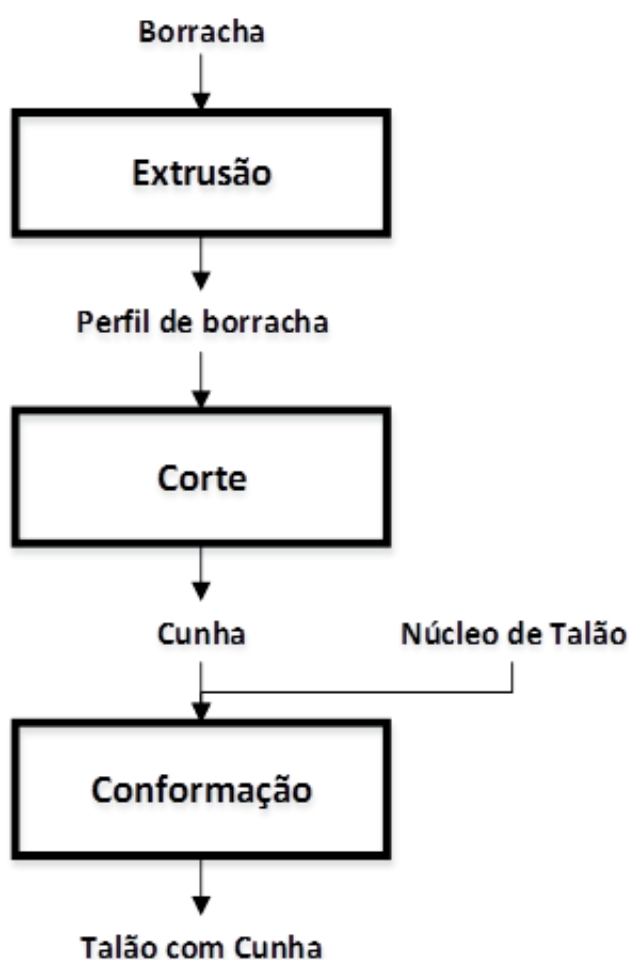 Borracha
Extrusão
Perfil de borracha
Corte
Cunha
Núcleo de Talão
Conformação
Talão com Cunha